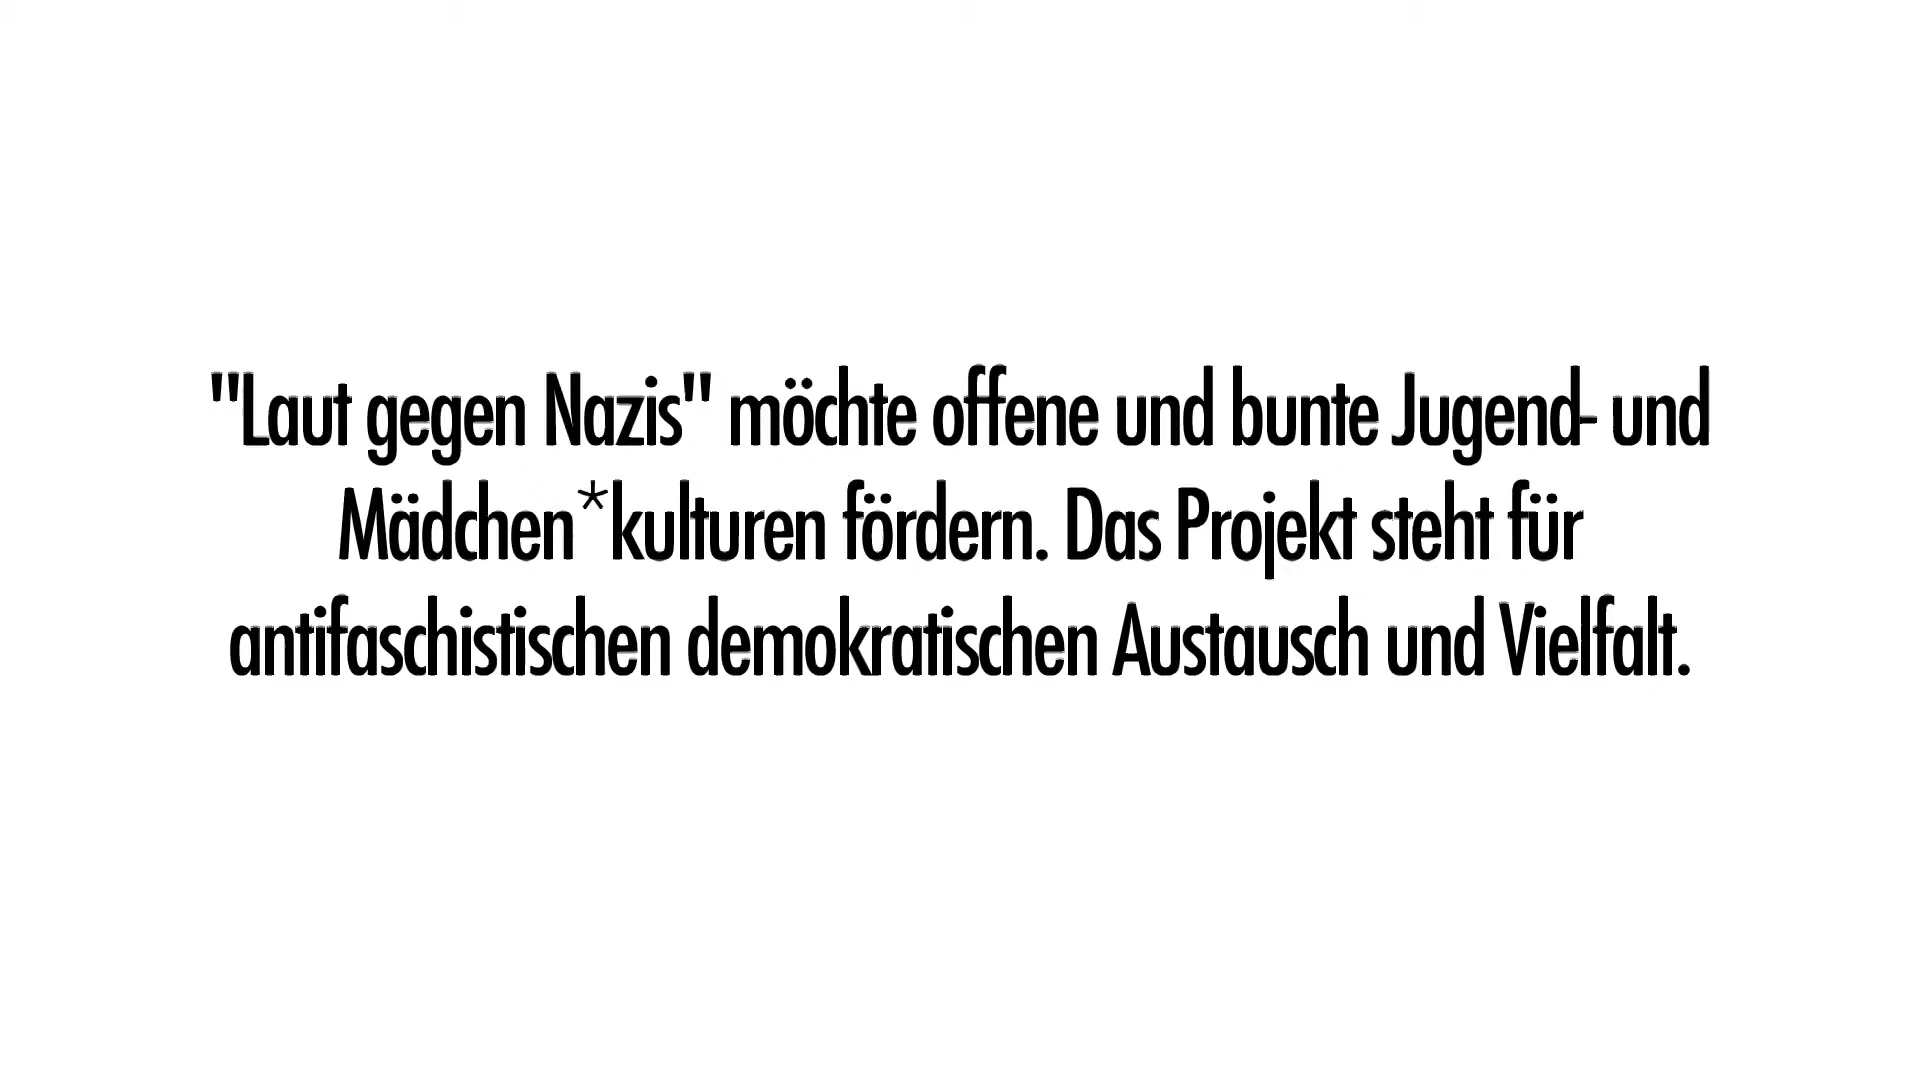 "Laut gegen Nazis" möchte offene und bunte Jugend- und
Mädchen*kulturen fördern. Das Projekt steht für
antifaschistischen demokratischen Austausch und Vielfalt.